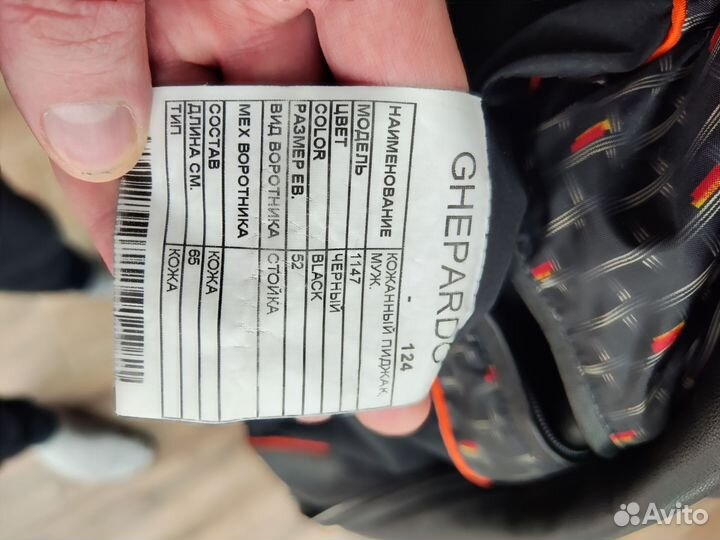 GHEPARDO
- 124
НАИМЕНОВАНИЕ КОЖАННЫЙ ПИДЖАК, МУЖ.
МОДЕЛЬ 1147
ЦВЕТ ЧЕРНЫЙ
COLOR BLACK
РАЗМЕР ЕВ. 52
ВИД ВОРОТНИКА СТОЙКА
МЕХ ВОРОТНИКА
СОСТАВ КОЖА
ДЛИНА СМ. 65
ТИП КОЖА
Avito